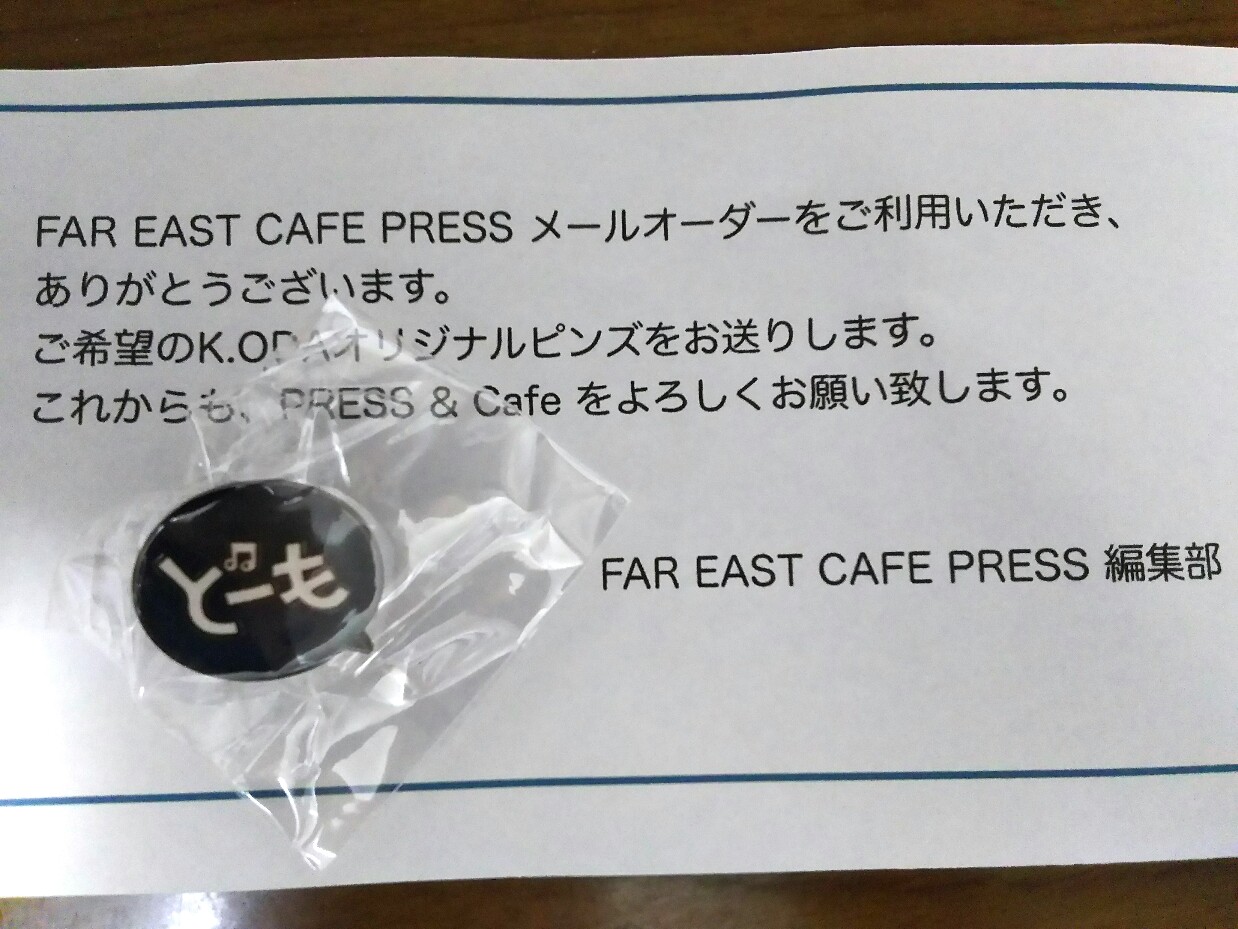 FAR EAST CAFE PRESS メールオーダーをご利用いただき、
ありがとうございます。
ご希望のK.ODAオリジナルピンズをお送りします。
これからも、PRESS & Cafe をよろしくお願い致します。
どーも
FAR EAST CAFE PRESS 編集部